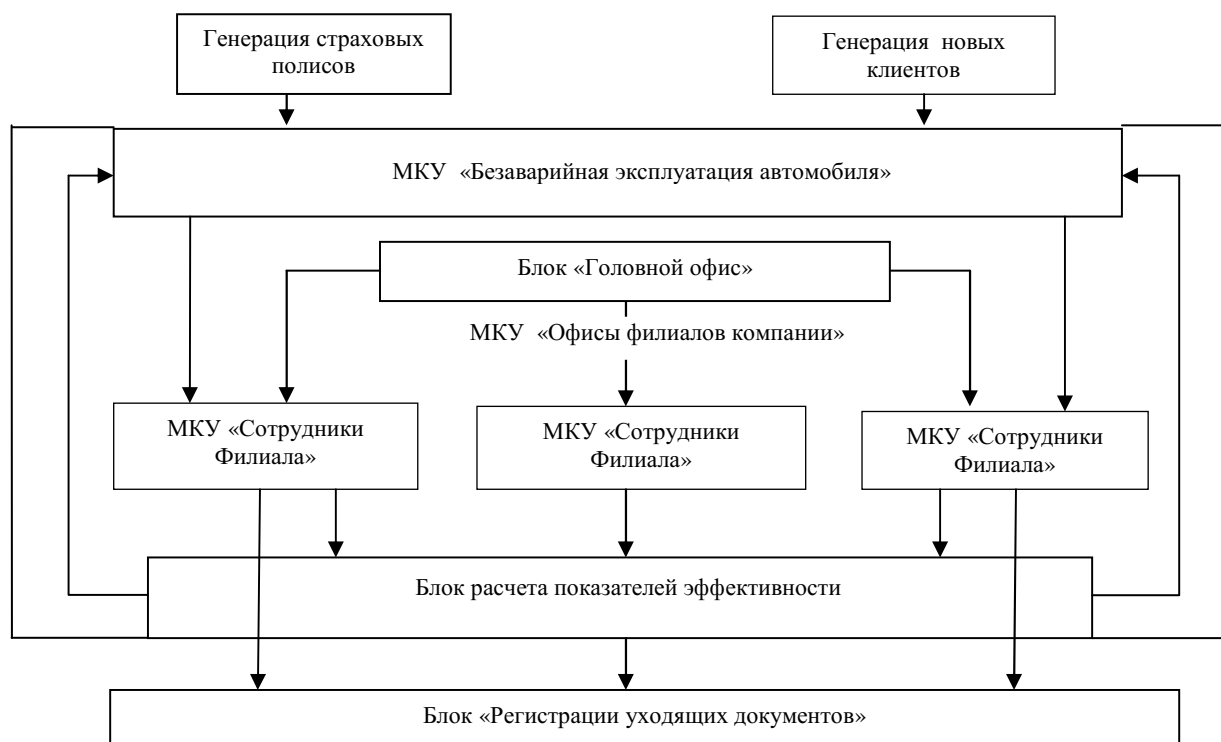 Генерация страховых
полисов
Генерация новых
клиентов
МКУ «Безаварийная эксплуатация автомобиля»
Блок «Головной офис»
МКУ «Офисы филиалов компании»
МКУ «Сотрудники
Филиала»
МКУ «Сотрудники
Филиала»
МКУ «Сотрудники
Филиала»
Блок расчета показателей эффективности
Блок «Регистрации уходящих документов»